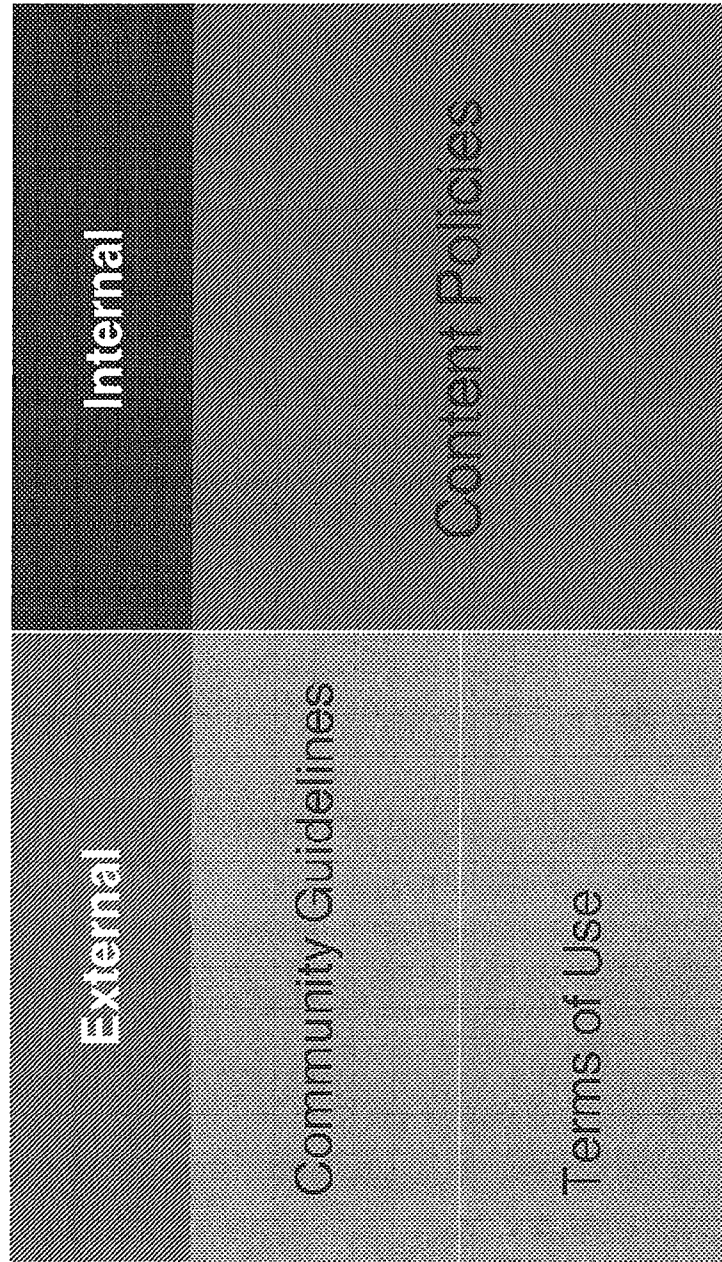 External
Internal
Community Guidelines
Content Policies
Terms of Use